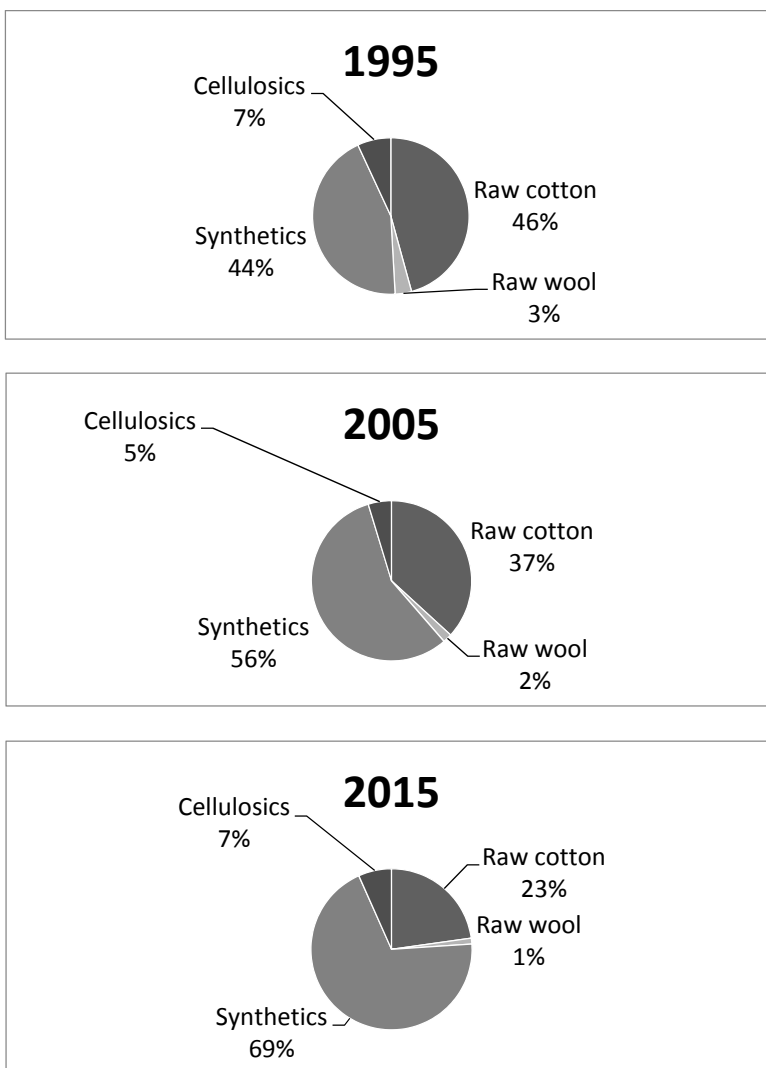 1995
Cellulosics
7%
Raw cotton
46%
Synthetics
44%
Raw wool
3%
2005
Cellulosics
5%
Raw cotton
37%
Synthetics
56%
Raw wool
2%
2015
Cellulosics
7%
Raw cotton
23%
Raw wool
1%
Synthetics
69%